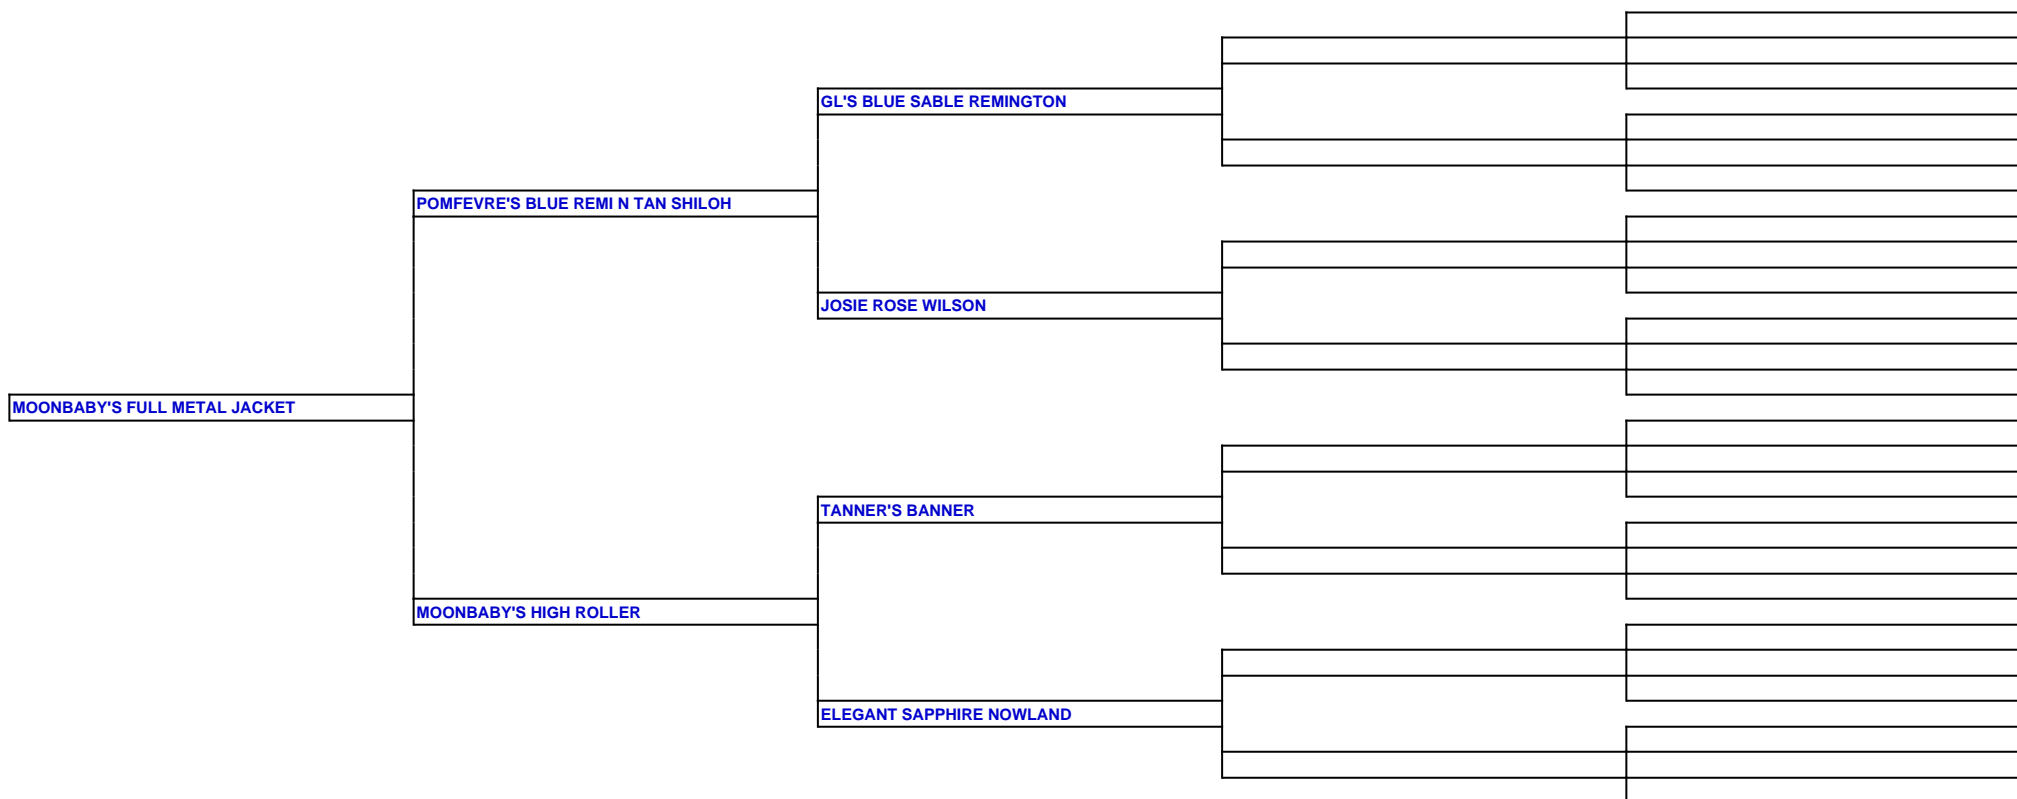 GL'S BLUE SABLE REMINGTON
POMFEVRE'S BLUE REMI N TAN SHILOH
JOSIE ROSE WILSON
MOONBABY'S FULL METAL JACKET
TANNER'S BANNER
MOONBABY'S HIGH ROLLER
ELEGANT SAPPHIRE NOWLAND